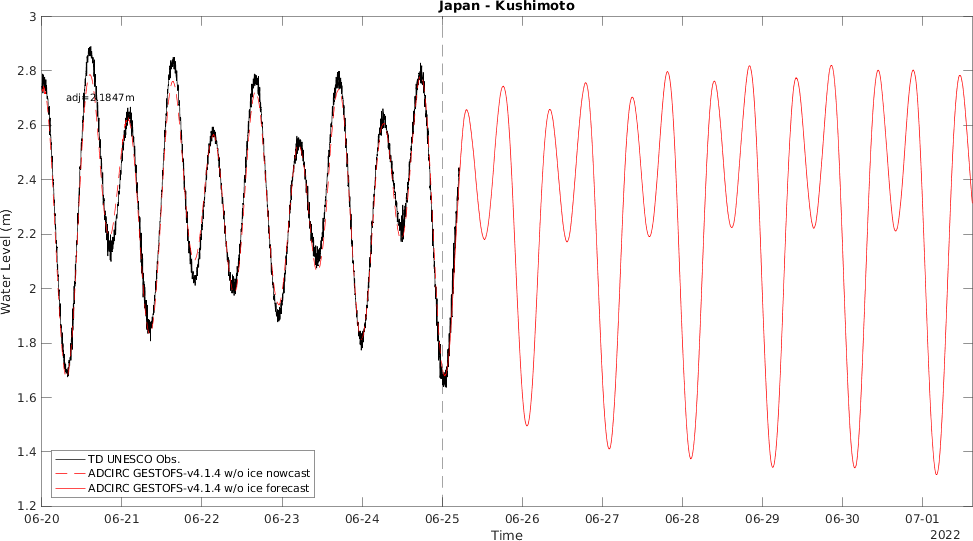 Japan - Kushimoto
3
2.8
2.6
2.4
2.2
2
1.8
1.6
1.4
1.2
Water Level (m)
adj=2.1847m
TD UNESCO Obs.
ADCIRC GESTOFS-v4.1.4 w/o ice nowcast
ADCIRC GESTOFS-v4.1.4 w/o ice forecast
06-20 06-21 06-22 06-23 06-24 06-25 06-26 06-27 06-28 06-29 06-30 07-01
2022
Time